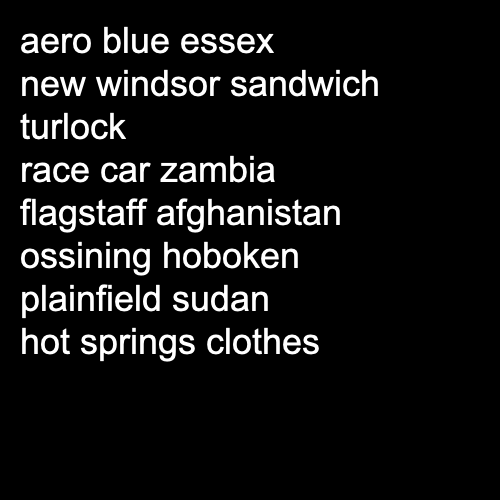 aero blue essex
new windsor sandwich
turlock
race car zambia
flagstaff afghanistan
ossining hoboken
plainfield sudan
hot springs clothes